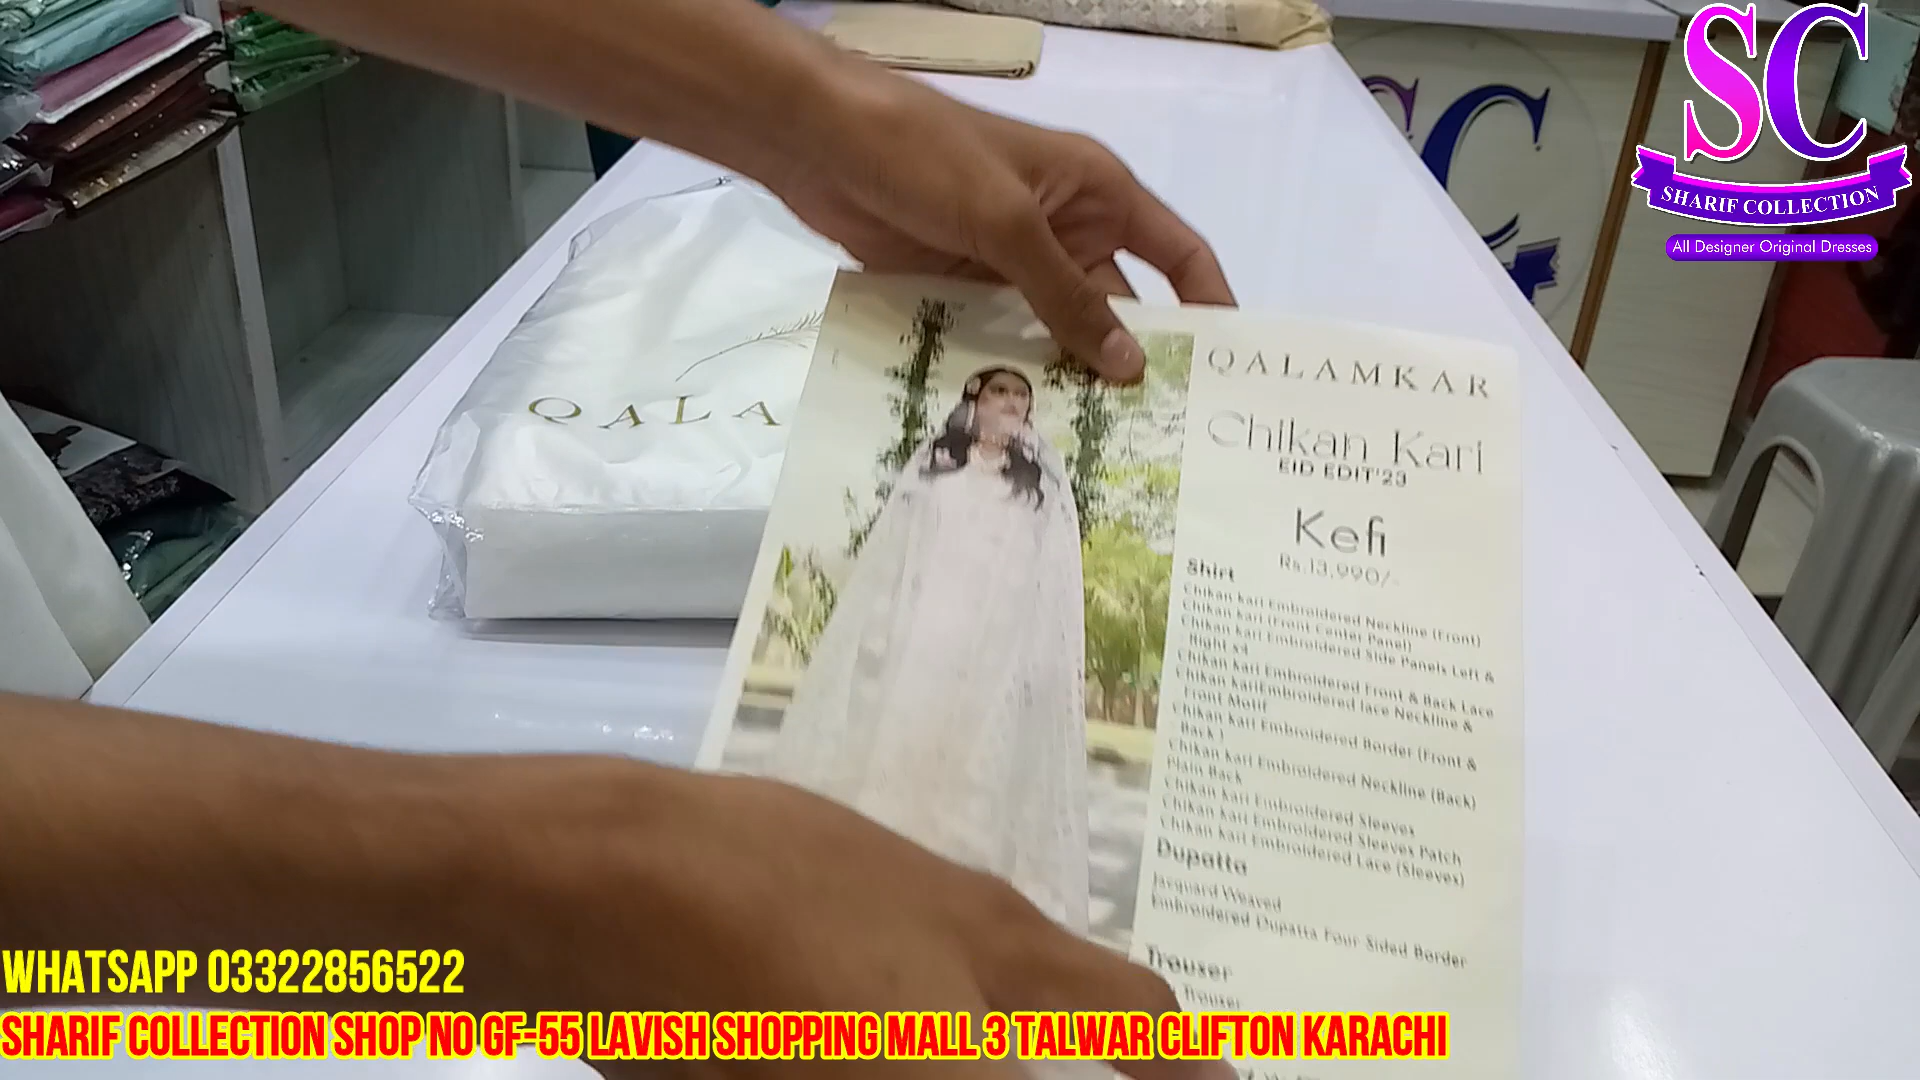 SC
SHARIF COLLECTION
All Designer Original Dresses
C
QALA
QALAMKAR
Chikan Kari
EID EDIT'23
Kefi
Rs.13,990/-
Shirt
Chikan Kari Embroidered Neckline (Front)
Chikan Kari (Front Center Panel)
Chikan Kari Embroidered Side Panels Left &
Right x4
Chikan Kari Embroidered Front & Back Lace
Chikan KariEmbroidered lace Neckline &
Front Motif
Chikan Kari Embroidered Border (Front &
Back )
Chikan Kari Embroidered Neckline (Back)
Plain Back
Chikan Kari Embroidered Sleeves
Chikan Kari Embroidered Sleeves Patch
Chikan Kari Embroidered Lace (Sleeves)
Dupatta
Jacquard Weaved
Embroidered Dupatta Four Sided Border
Trouser
Trouser
WHATSAPP 03322856522
SHARIF COLLECTION SHOP NO GF-55 LAVISH SHOPPING MALL 3 TALWAR CLIFTON KARACHI